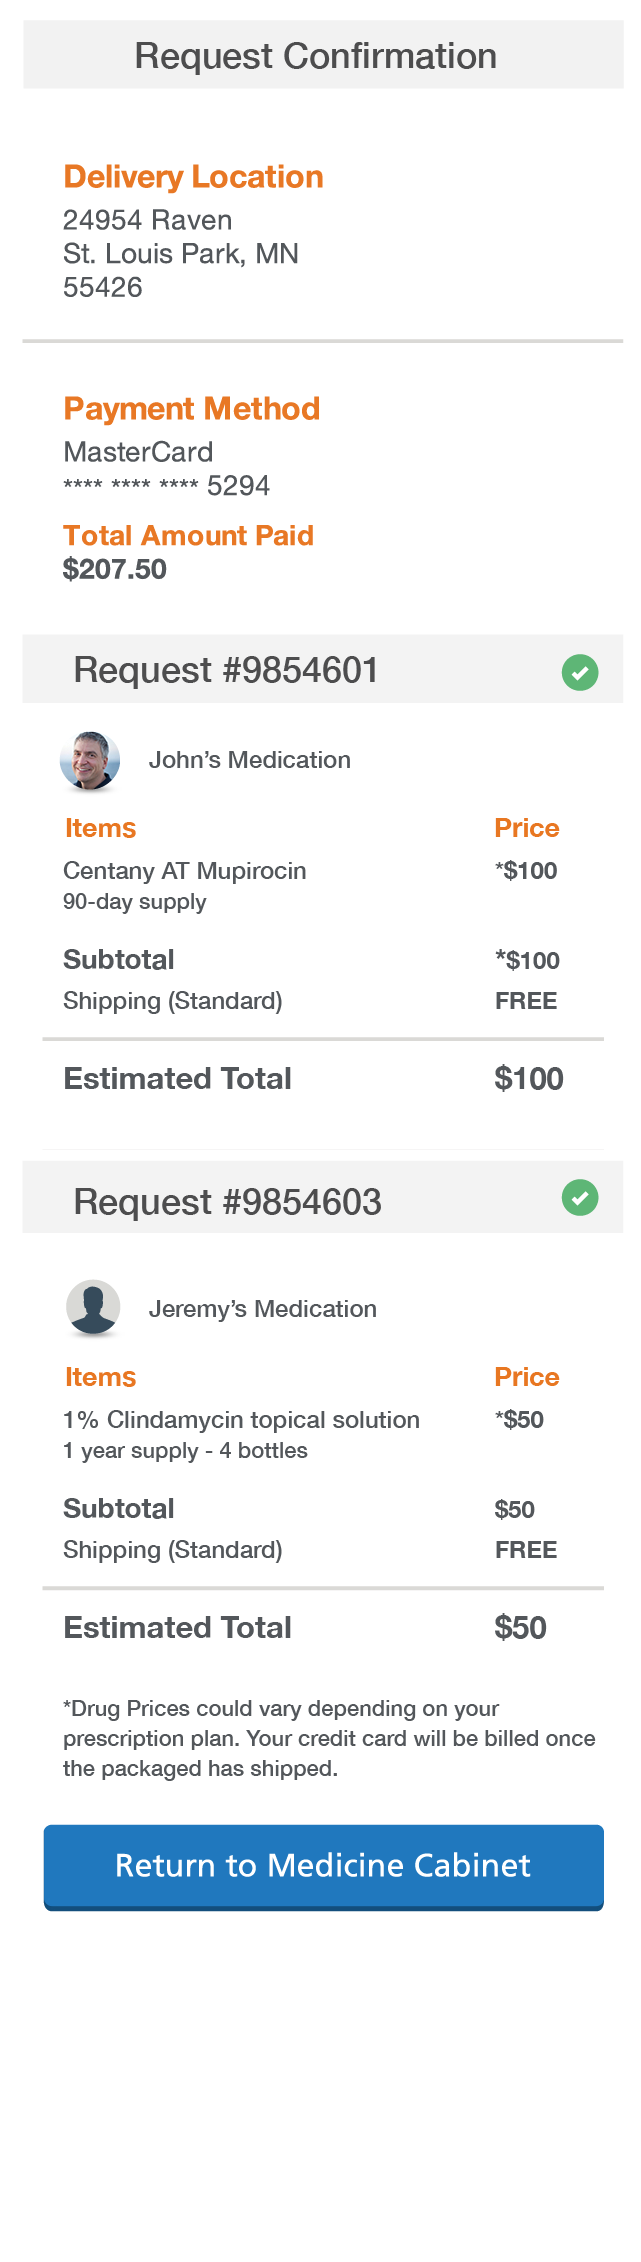 Request Confirmation
Delivery Location
24954 Raven
St. Louis Park, MN
55426
Payment Method
MasterCard
**** **** **** 5294
Total Amount Paid
$207.50
Request #9854601
John's Medication
Items Price
Centany AT Mupirocin *$100
90-day supply
Subtotal *$100
Shipping (Standard) FREE
Estimated Total $100
Request #9854603
Jeremy's Medication
Items Price
1% Clindamycin topical solution *$50
1 year supply - 4 bottles
Subtotal $50
Shipping (Standard) FREE
Estimated Total $50
*Drug Prices could vary depending on your
prescription plan. Your credit card will be billed once
the packaged has shipped.
Return to Medicine Cabinet